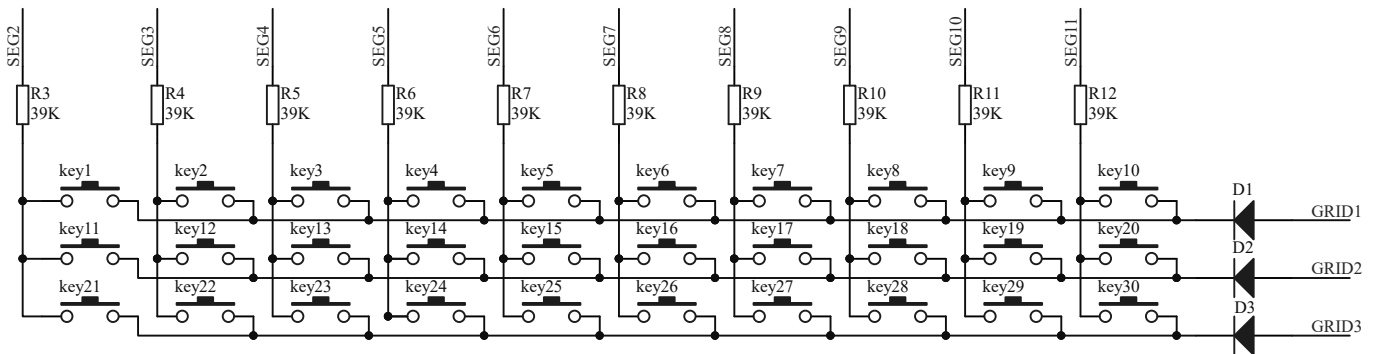 SEG2 SEG3 SEG4 SEG5 SEG6 SEG7 SEG8 SEG9 SEG10 SEG11
R3 R4 R5 R6 R7 R8 R9 R10 R11 R12
39K 39K 39K 39K 39K 39K 39K 39K 39K 39K
key1 key2 key3 key4 key5 key6 key7 key8 key9 key10
D1 GRID1
key11 key12 key13 key14 key15 key16 key17 key18 key19 key20
D2 GRID2
key21 key22 key23 key24 key25 key26 key27 key28 key29 key30
D3 GRID3